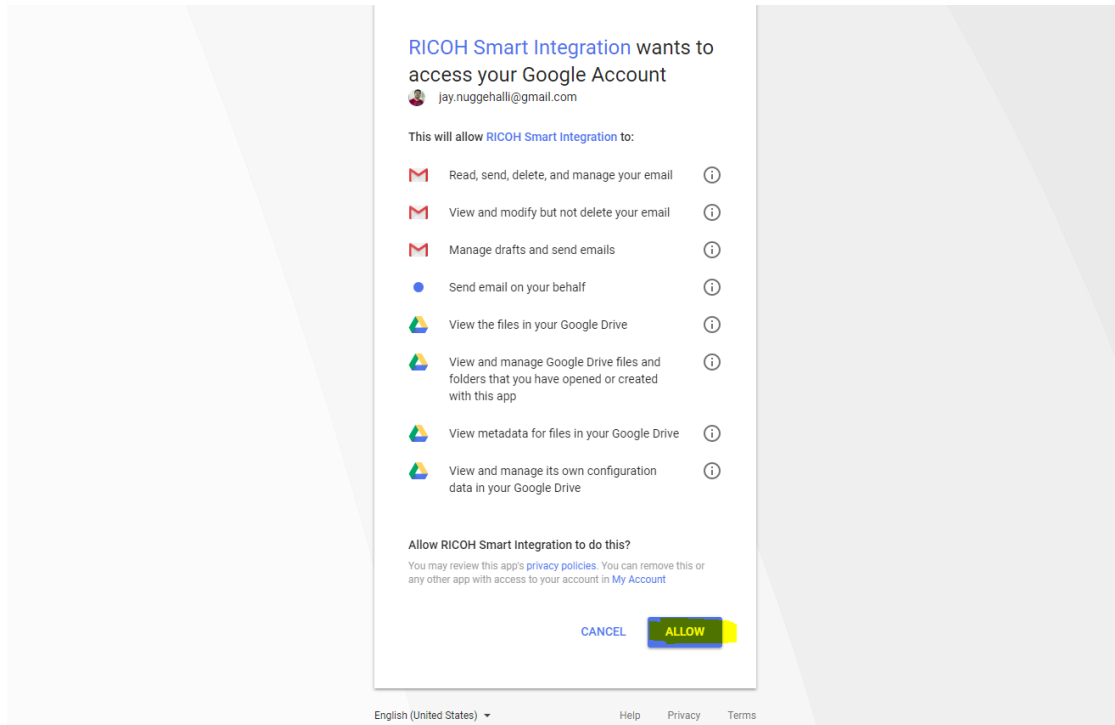 RICOH Smart Integration wants to
access your Google Account
jay.nuggehalli@gmail.com
This will allow RICOH Smart Integration to:
Read, send, delete, and manage your email
View and modify but not delete your email
Manage drafts and send emails
Send email on your behalf
View the files in your Google Drive
View and manage Google Drive files and
folders that you have opened or created
with this app
View metadata for files in your Google Drive
View and manage its own configuration
data in your Google Drive
Allow RICOH Smart Integration to do this?
You may review this app's privacy policies. You can remove this or
any other app with access to your account in My Account
CANCEL ALLOW
English (United States) Help Privacy Terms